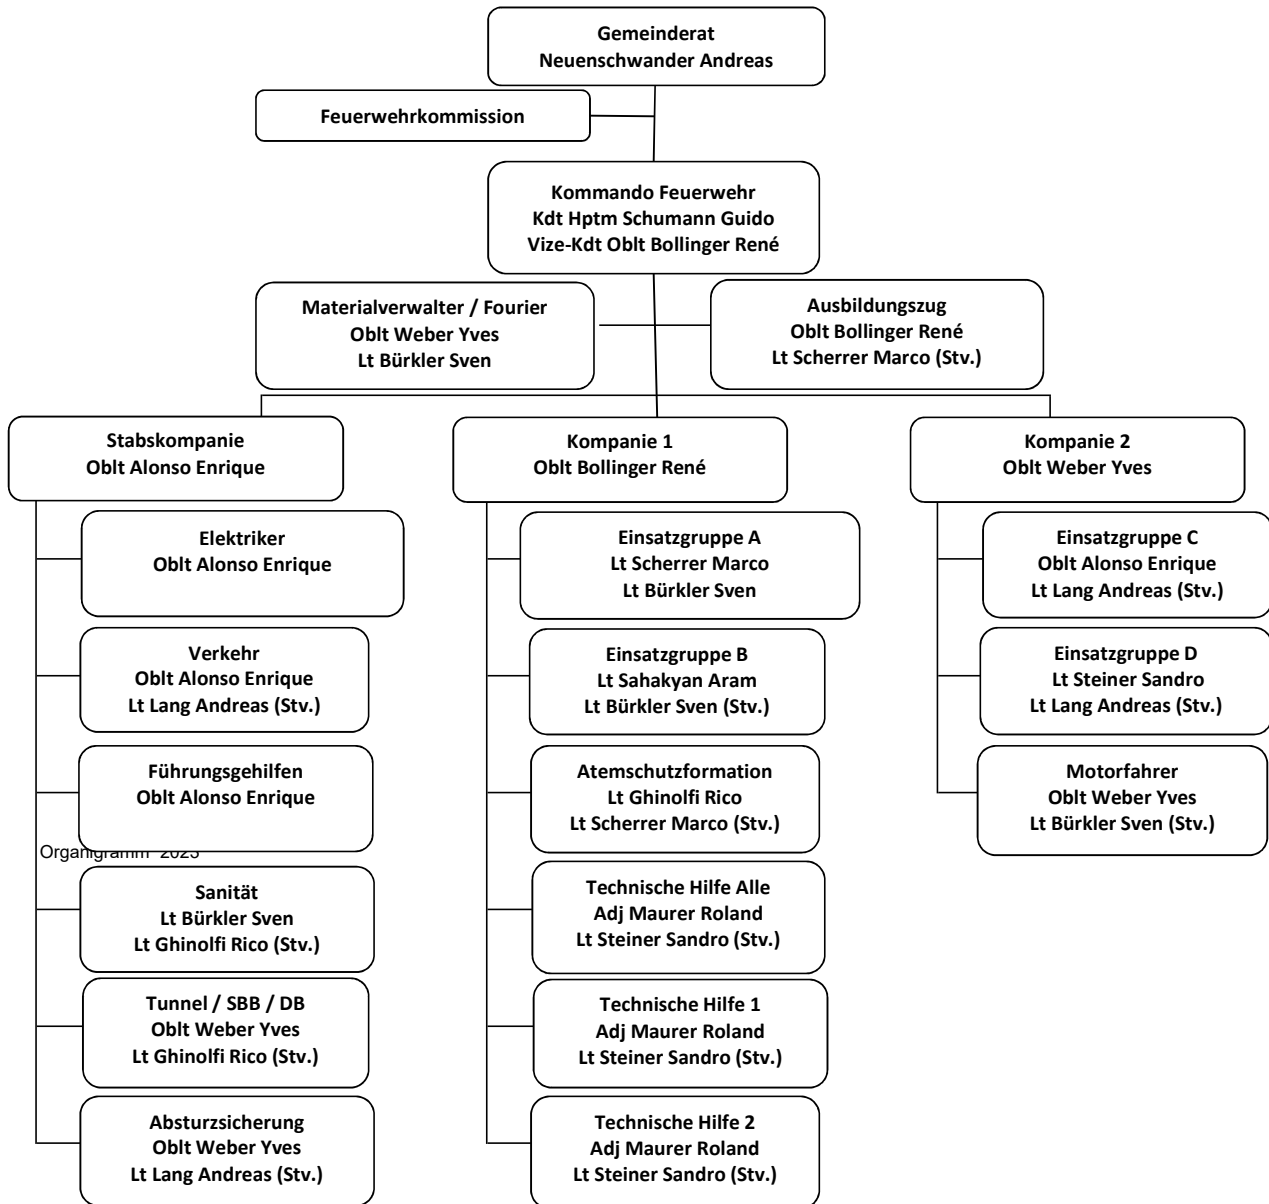 Gemeinderat
Neuenschwander Andreas
Feuerwehrkommission
Kommando Feuerwehr
Kdt Hptm Schumann Guido
Vize-Kdt Oblt Bollinger René
Materialverwalter / Fourier
Oblt Weber Yves
Lt Bürkler Sven
Ausbildungszug
Oblt Bollinger René
Lt Scherrer Marco (Stv.)
Stabskompanie
Oblt Alonso Enrique
Elektriker
Oblt Alonso Enrique
Verkehr
Oblt Alonso Enrique
Lt Lang Andreas (Stv.)
Führungsgehilfen
Oblt Alonso Enrique
Organigramm 2023
Sanität
Lt Bürkler Sven
Lt Ghinolfi Rico (Stv.)
Tunnel / SBB / DB
Oblt Weber Yves
Lt Ghinolfi Rico (Stv.)
Absturzsicherung
Oblt Weber Yves
Lt Lang Andreas (Stv.)
Kompanie 1
Oblt Bollinger René
Einsatzgruppe A
Lt Scherrer Marco
Lt Bürkler Sven
Einsatzgruppe B
Lt Sahakyan Aram
Lt Bürkler Sven (Stv.)
Atemschutzformation
Lt Ghinolfi Rico
Lt Scherrer Marco (Stv.)
Technische Hilfe Alle
Adj Maurer Roland
Lt Steiner Sandro (Stv.)
Technische Hilfe 1
Adj Maurer Roland
Lt Steiner Sandro (Stv.)
Technische Hilfe 2
Adj Maurer Roland
Lt Steiner Sandro (Stv.)
Kompanie 2
Oblt Weber Yves
Einsatzgruppe C
Oblt Alonso Enrique
Lt Lang Andreas (Stv.)
Einsatzgruppe D
Lt Steiner Sandro
Lt Lang Andreas (Stv.)
Motorfahrer
Oblt Weber Yves
Lt Bürkler Sven (Stv.)